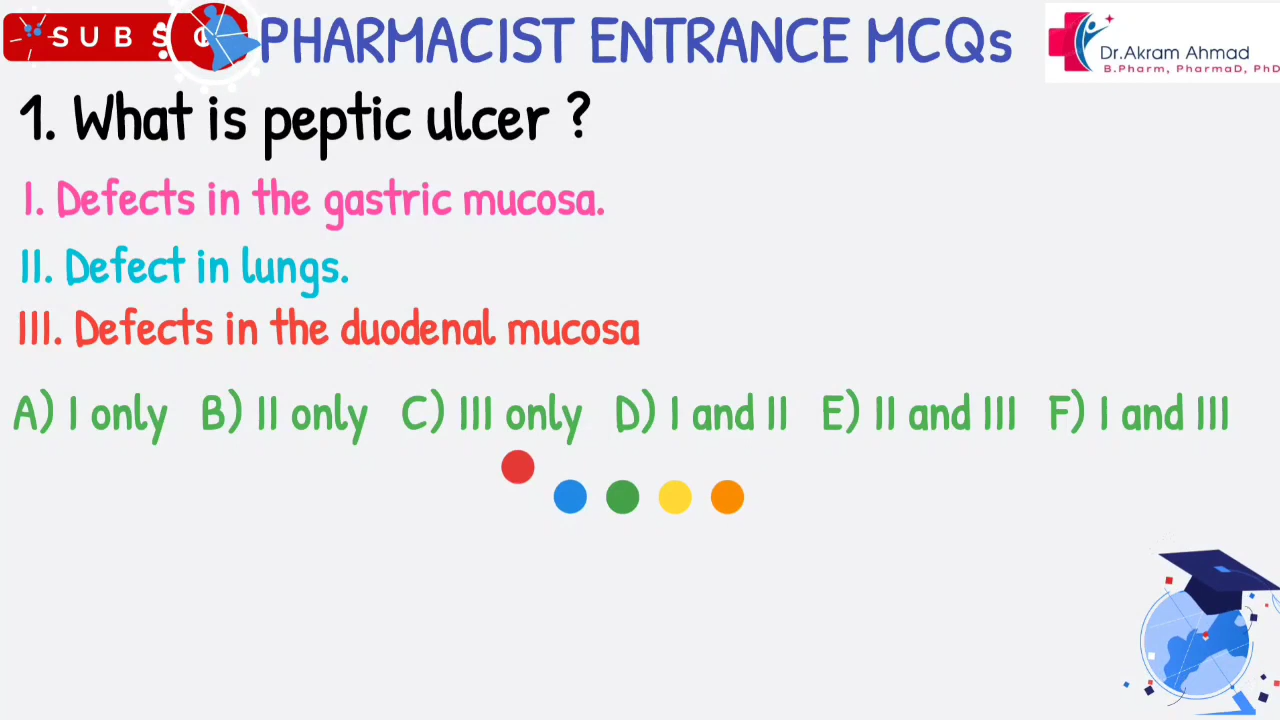 SUBSC
PHARMACIST ENTRANCE MCQs
Dr.Akram Ahmad
B.Pharm, PharmaD, PhD
1. What is peptic ulcer ?
I. Defects in the gastric mucosa.
II. Defect in lungs.
III. Defects in the duodenal mucosa
A) I only B) II only C) III only D) I and II E) II and III F) I and III